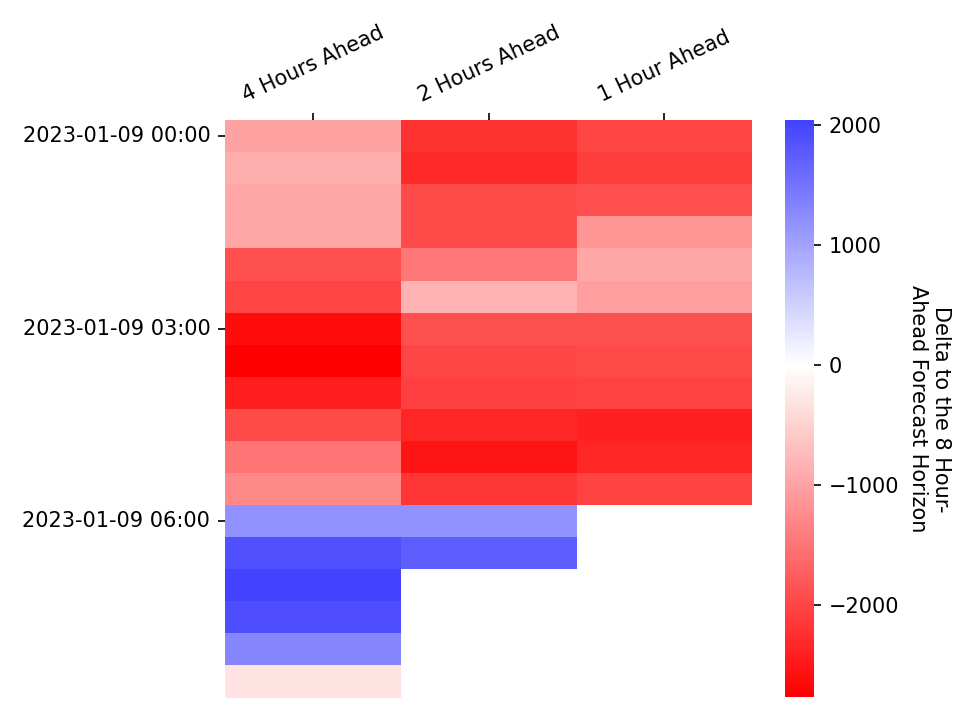 4 Hours Ahead
2 Hours Ahead
1 Hour Ahead
2023-01-09 00:00
2023-01-09 03:00
2023-01-09 06:00
2000
1000
0
−1000
−2000
Delta to the 8 Hour-
Ahead Forecast Horizon